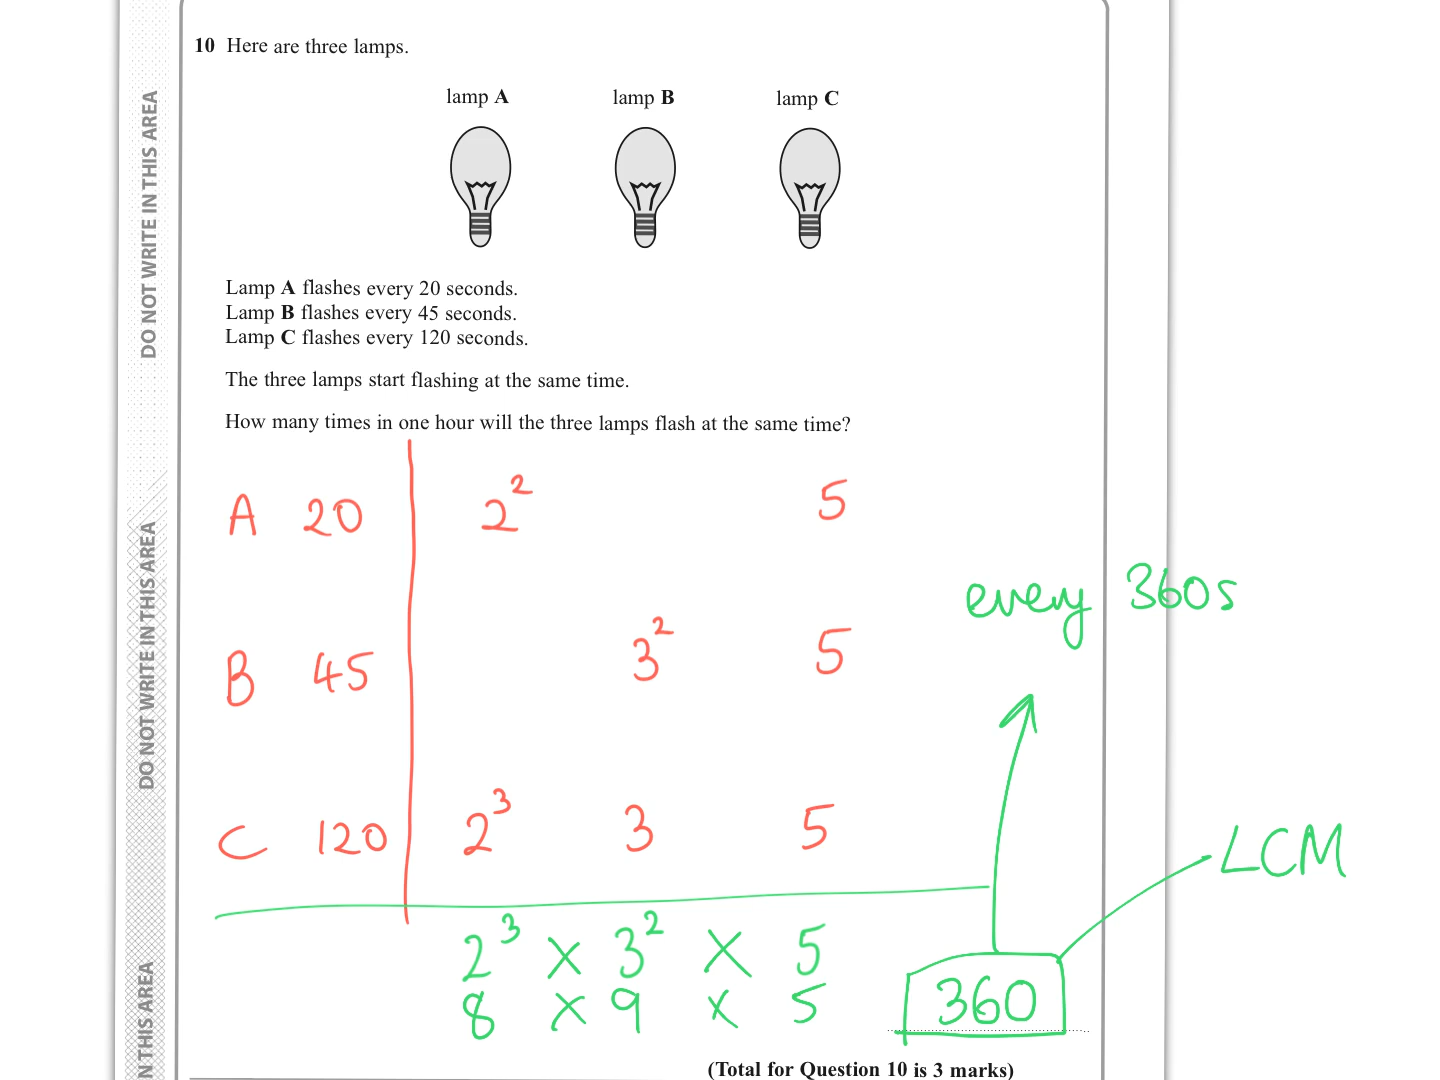 10 Here are three lamps.
lamp A lamp B lamp C
Lamp A flashes every 20 seconds.
Lamp B flashes every 45 seconds.
Lamp C flashes every 120 seconds.
The three lamps start flashing at the same time.
How many times in one hour will the three lamps flash at the same time?
A 20 2² 5
every 360s
B 45 3² 5
C 120 2³ 3 5
LCM
2³ × 3² × 5
8 × 9 × 5 360
(Total for Question 10 is 3 marks)
DO NOT WRITE IN THIS AREA
DO NOT WRITE IN THIS AREA
N THIS AREA